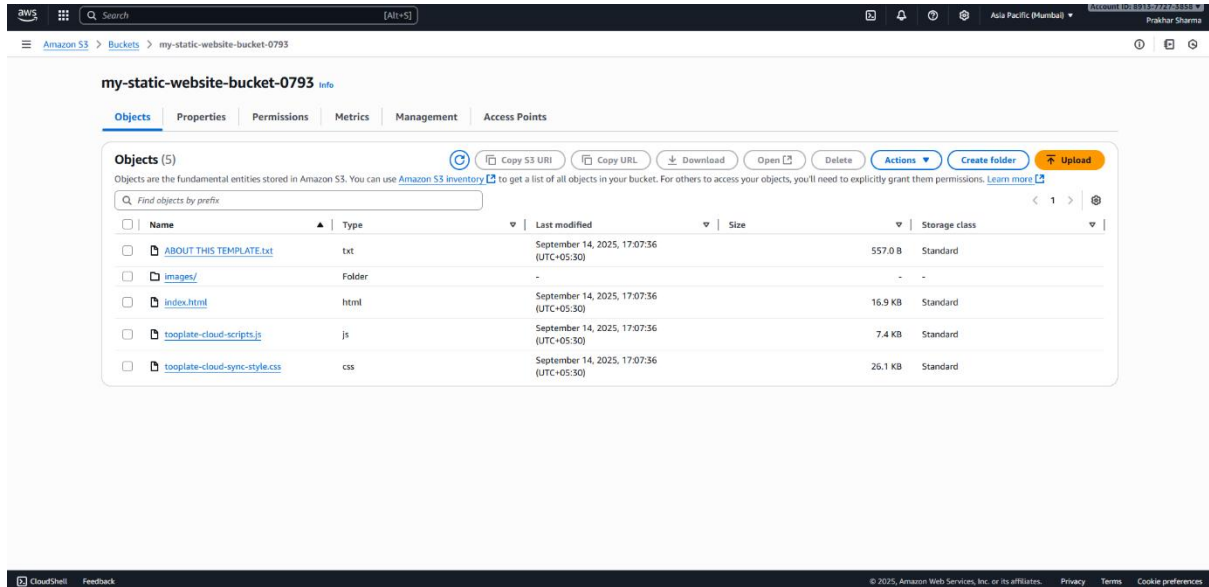 aws Search [Alt+S] Asia Pacific (Mumbai) Account ID: 8913-7727-3858
Prakhar Sharma
Amazon S3 > Buckets > my-static-website-bucket-0793
my-static-website-bucket-0793 Info
Objects Properties Permissions Metrics Management Access Points
Objects (5) Copy S3 URI Copy URL Download Open Delete Actions Create folder Upload
Objects are the fundamental entities stored in Amazon S3. You can use Amazon S3 inventory to get a list of all objects in your bucket. For others to access your objects, you'll need to explicitly grant them permissions. Learn more
Find objects by prefix < 1 >
Name Type Last modified Size Storage class
ABOUT THIS TEMPLATE.txt txt September 14, 2025, 17:07:36 557.0 B Standard
(UTC+05:30)
images/ Folder - - -
index.html html September 14, 2025, 17:07:36 16.9 KB Standard
(UTC+05:30)
tooplate-cloud-scripts.js js September 14, 2025, 17:07:36 7.4 KB Standard
(UTC+05:30)
tooplate-cloud-sync-style.css css September 14, 2025, 17:07:36 26.1 KB Standard
(UTC+05:30)
CloudShell Feedback © 2025, Amazon Web Services, Inc. or its affiliates. Privacy Terms Cookie preferences